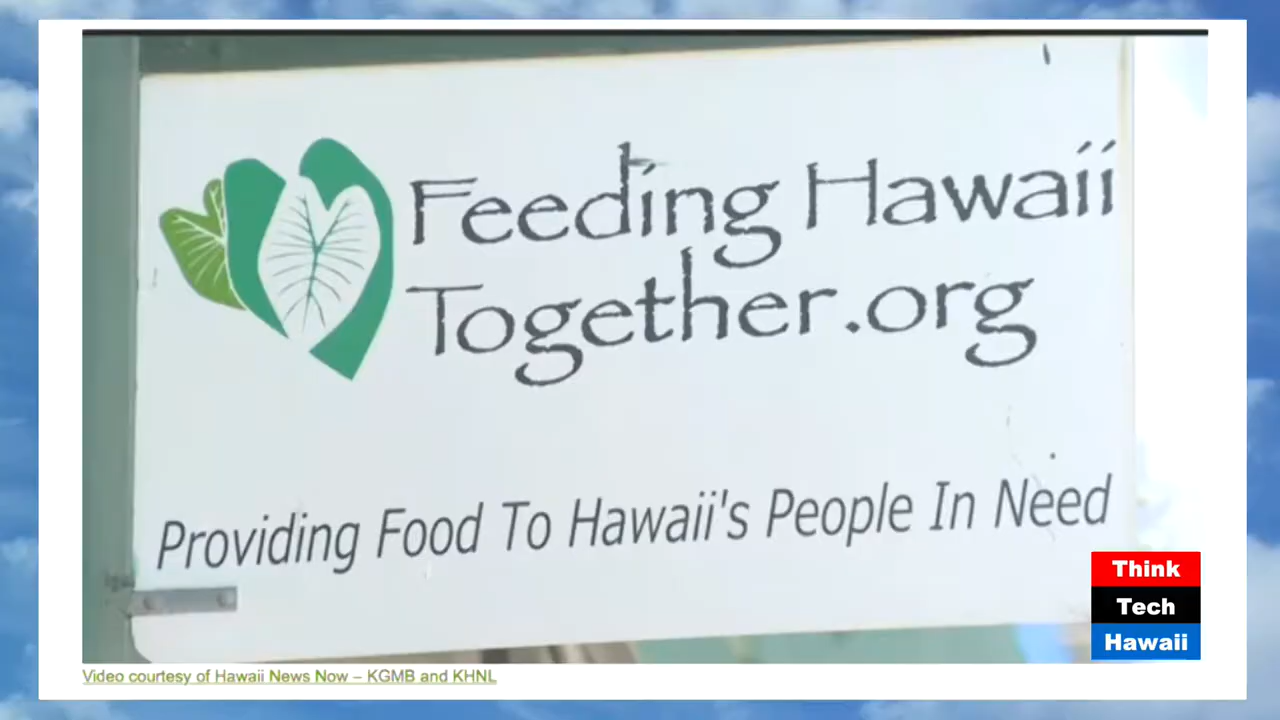 Feeding Hawaii
Together.org
Providing Food To Hawaii's People In Need
Think
Tech
Hawaii
Video courtesy of Hawaii News Now – KGMB and KHNL